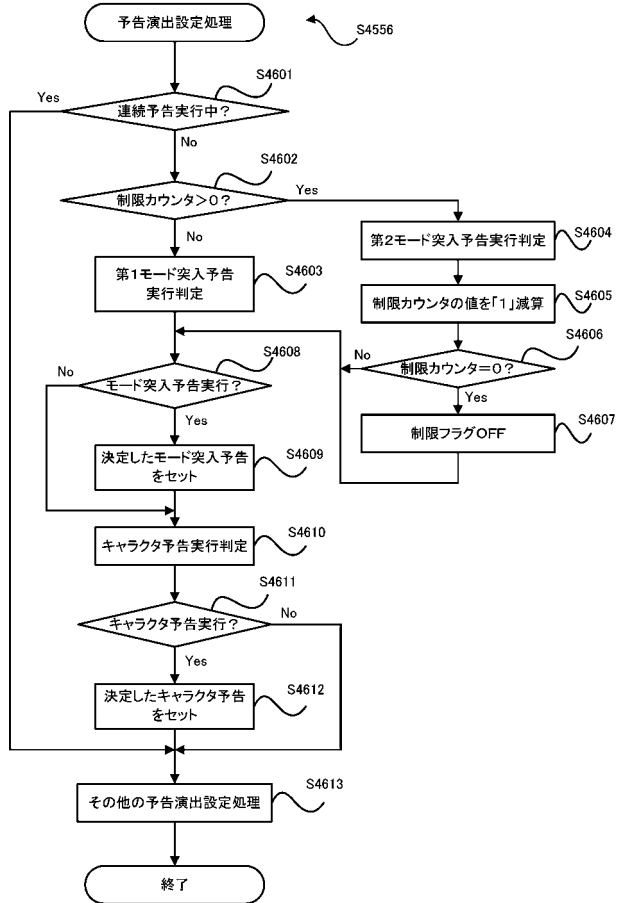 予告演出設定処理
S4556
S4601
Yes
連続予告実行中?
No
S4602
制限カウンタ>0?
Yes
No
S4604
第2モード突入予告実行判定
S4603
第1モード突入予告
実行判定
S4605
制限カウンタの値を「1」減算
S4606
No
制限カウンタ=0?
Yes
S4608
No
モード突入予告実行?
Yes
S4607
制限フラグOFF
S4609
決定したモード突入予告
をセット
S4610
キャラクタ予告実行判定
S4611
No
キャラクタ予告実行?
Yes
S4612
決定したキャラクタ予告
をセット
S4613
その他の予告演出設定処理
終了